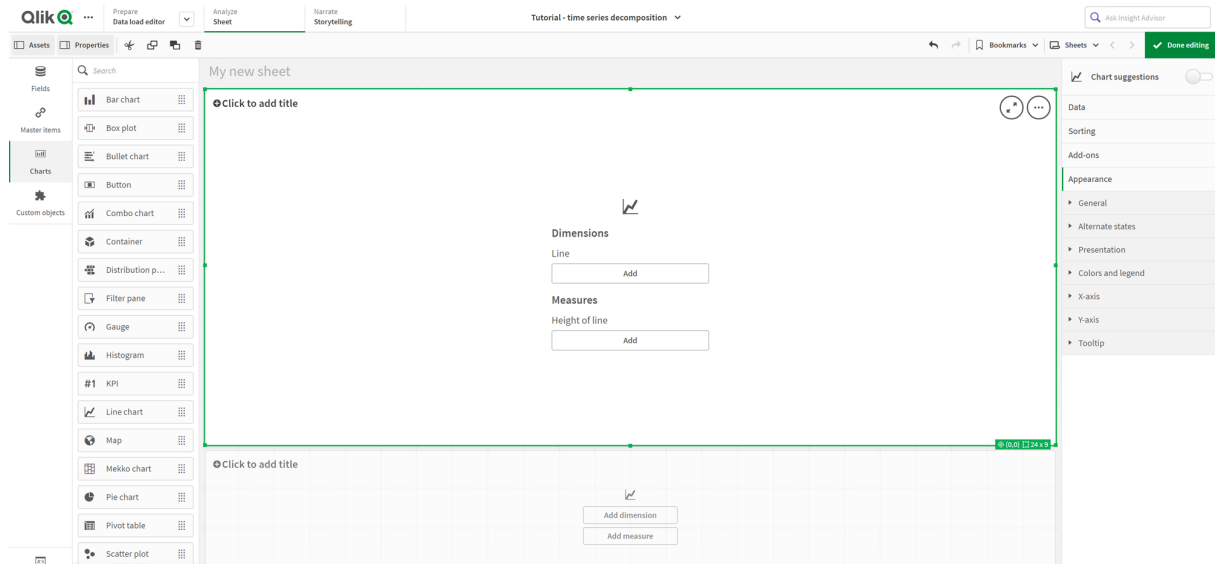 Qlik
Prepare
Data load editor
Analyze
Sheet
Narrate
Storytelling
Tutorial - time series decomposition
Ask Insight Advisor
Assets
Properties
Bookmarks
Sheets
Done editing
Fields
Master items
Charts
Custom objects
Search
Bar chart
Box plot
Bullet chart
Button
Combo chart
Container
Distribution p...
Filter pane
Gauge
Histogram
#1 KPI
Line chart
Map
Mekko chart
Pie chart
Pivot table
Scatter plot
My new sheet
Click to add title
Dimensions
Line
Add
Measures
Height of line
Add
(0,0) 24 x 9
Click to add title
Add dimension
Add measure
Chart suggestions
Data
Sorting
Add-ons
Appearance
General
Alternate states
Presentation
Colors and legend
X-axis
Y-axis
Tooltip